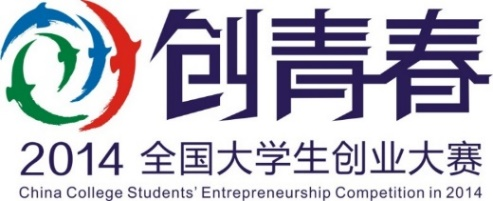 创青春
2014 全国大学生创业大赛
China College Students' Entrepreneurship Competition in 2014